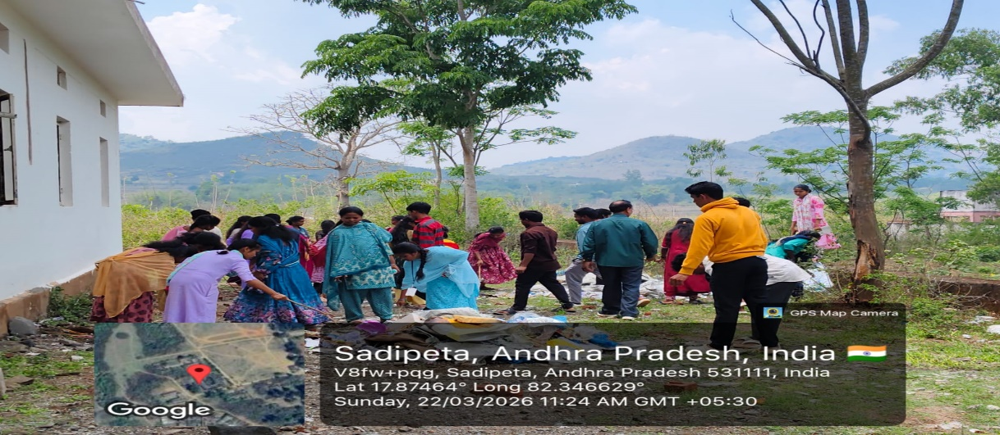 GPS Map Camera
Sadipeta, Andhra Pradesh, India
V8fw+pqg, Sadipeta, Andhra Pradesh 531111, India
Lat 17.87464° Long 82.346629°
Sunday, 22/03/2026 11:24 AM GMT +05:30
Google